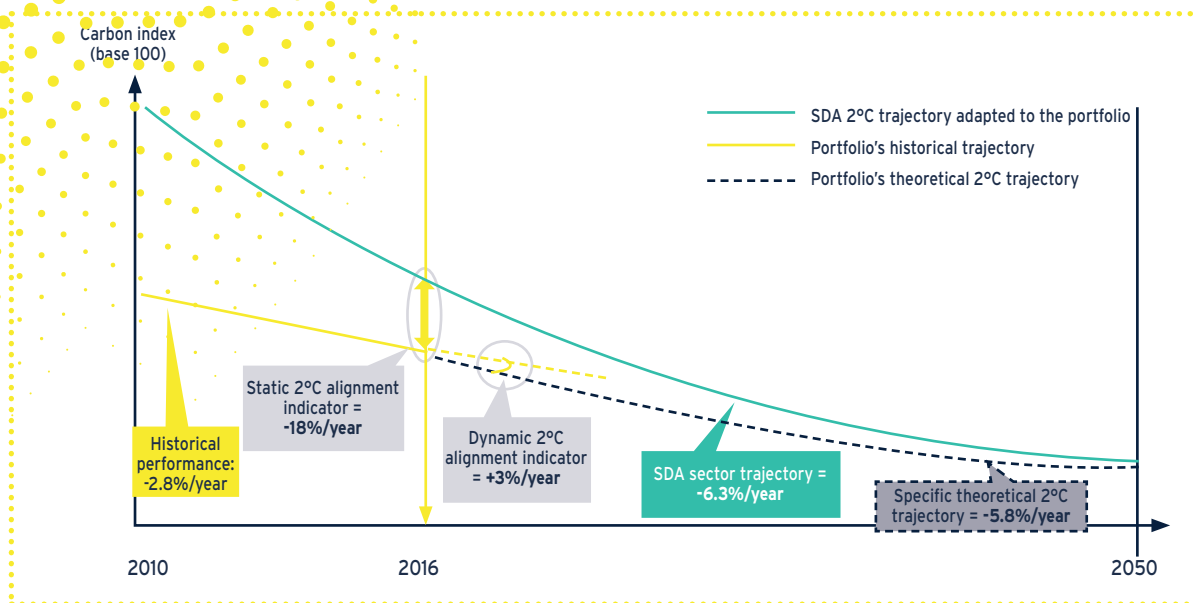 Carbon index
(base 100)
SDA 2°C trajectory adapted to the portfolio
Portfolio's historical trajectory
Portfolio's theoretical 2°C trajectory
Static 2°C alignment
indicator =
-18%/year
Historical
performance:
-2.8%/year
Dynamic 2°C
alignment indicator
= +3%/year
SDA sector trajectory =
-6.3%/year
Specific theoretical 2°C
trajectory = -5.8%/year
2010
2016
2050